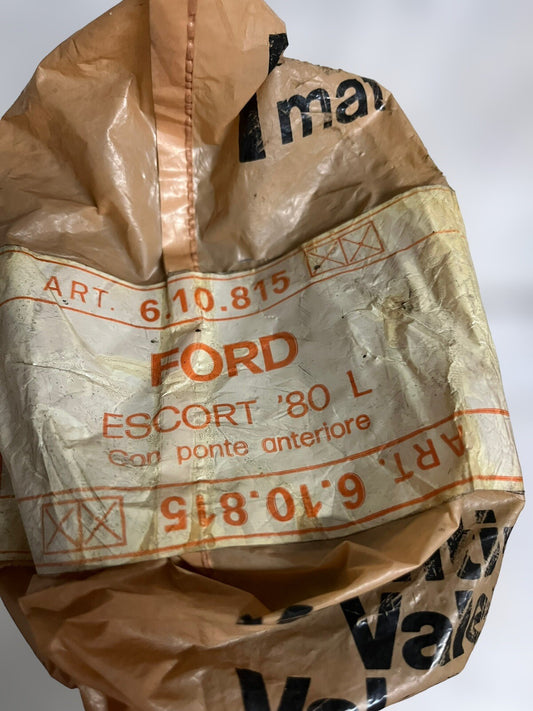 ART. 6.10.815
FORD
ESCORT '80 L
Con ponte anteriore
ART. 6.10.815